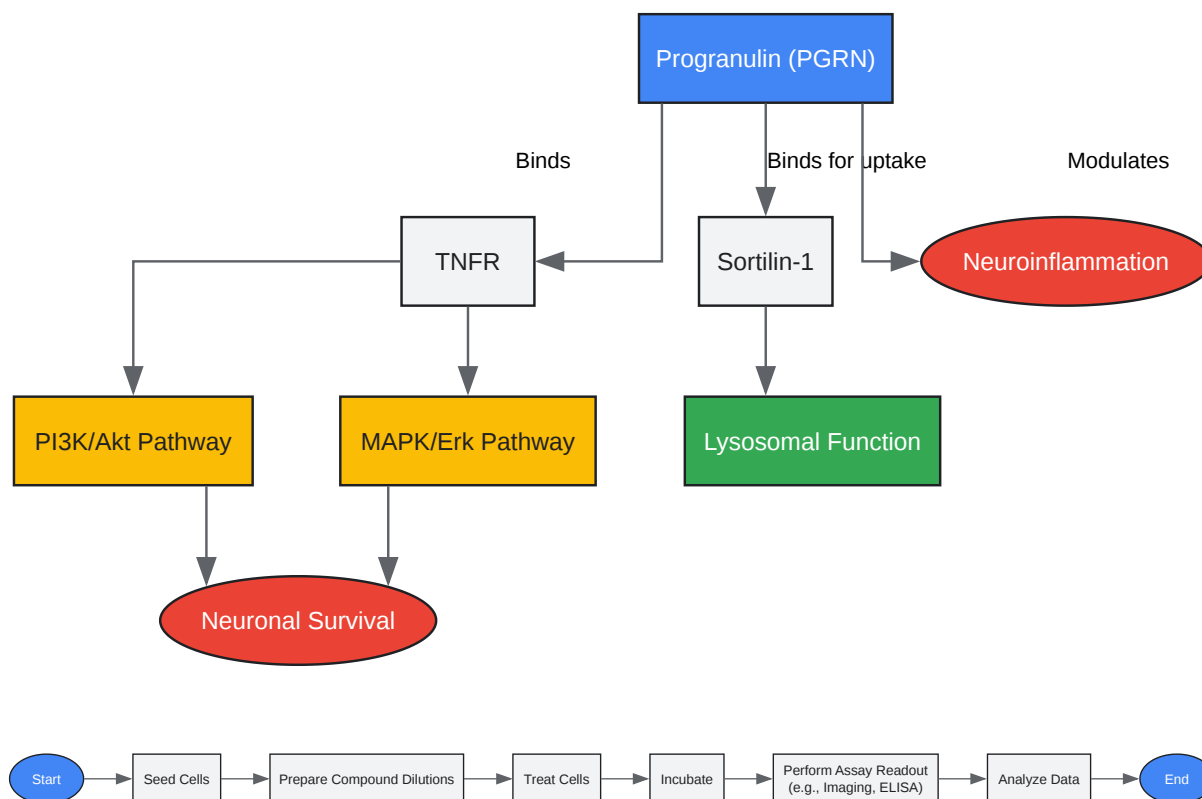 Progranulin (PGRN)
Binds
Binds for uptake
Modulates
TNFR
Sortilin-1
Neuroinflammation
PI3K/Akt Pathway
MAPK/Erk Pathway
Lysosomal Function
Neuronal Survival
Start
Seed Cells
Prepare Compound Dilutions
Treat Cells
Incubate
Perform Assay Readout
(e.g., Imaging, ELISA)
Analyze Data
End